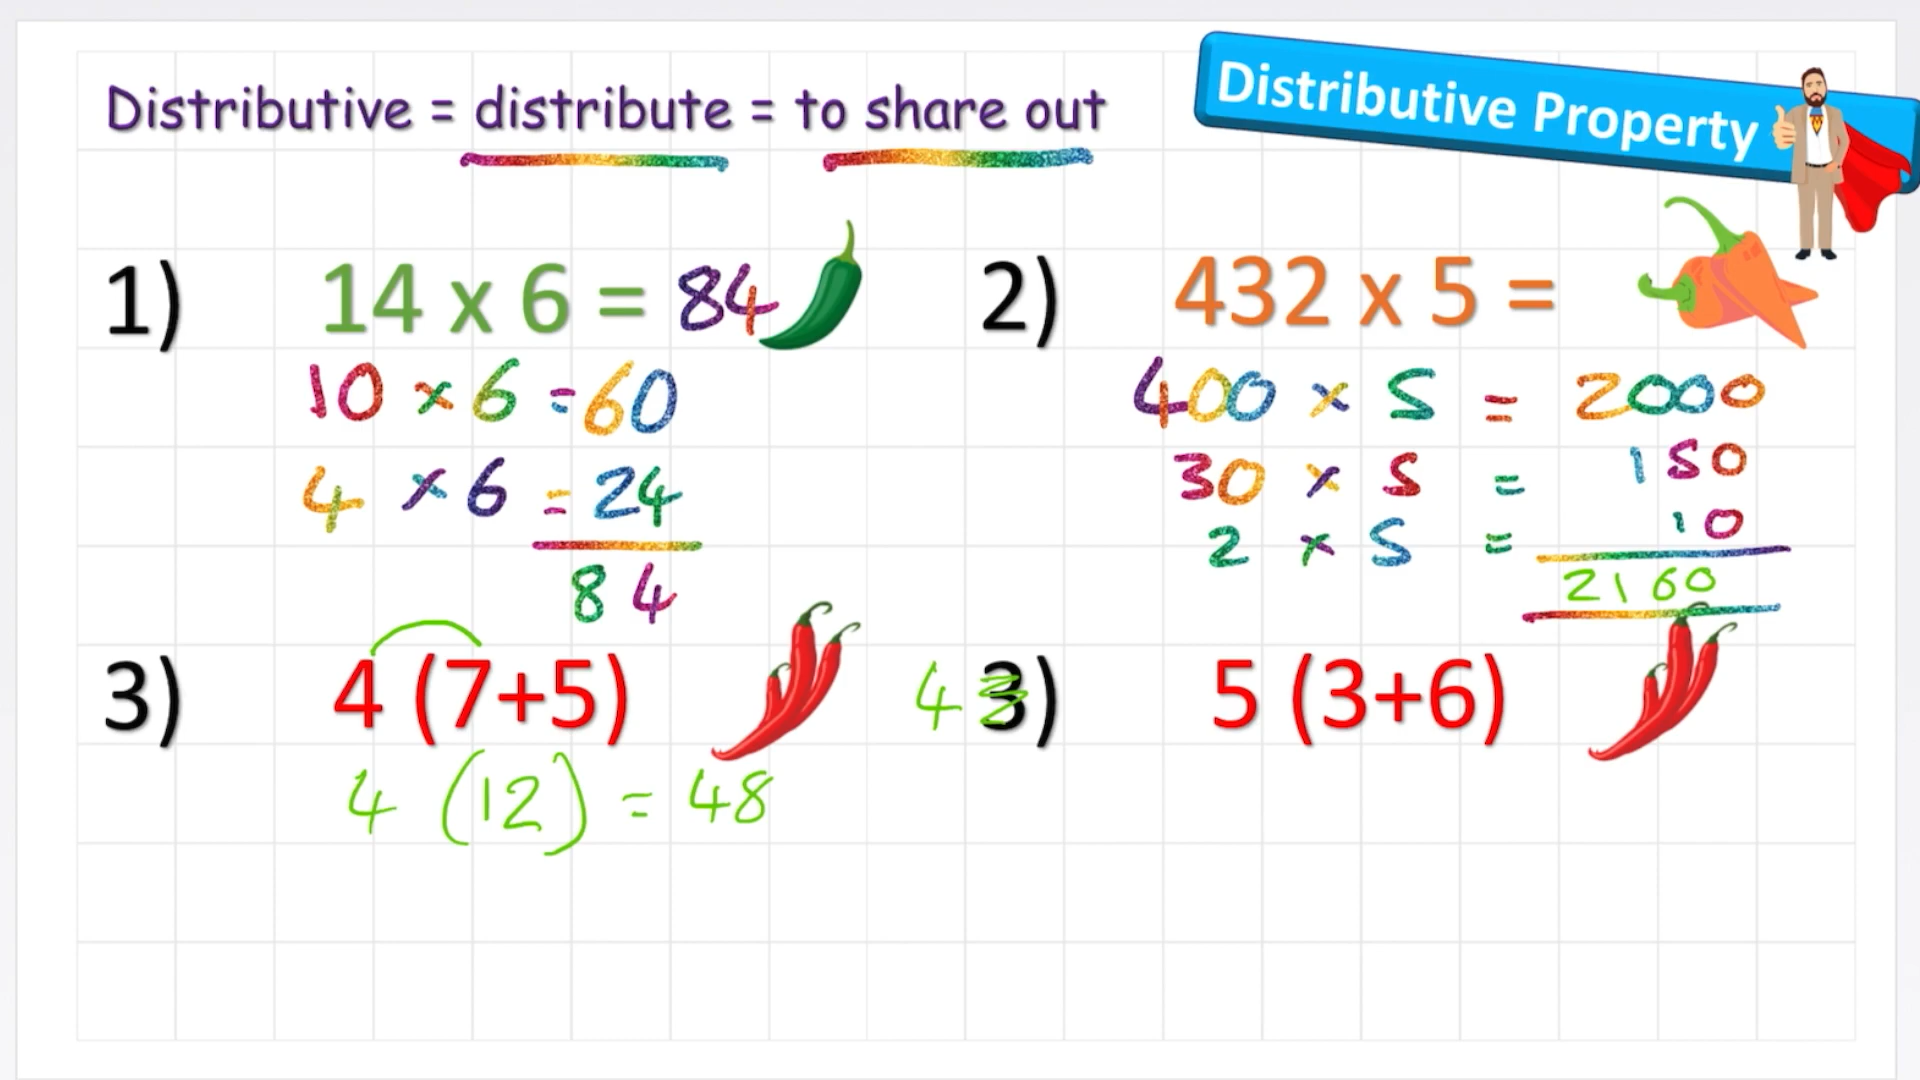 Distributive = distribute = to share out
Distributive Property
1) 14 x 6 = 84
10 x 6 = 60
4 x 6 = 24
84
2) 432 x 5 =
400 x 5 = 2000
30 x 5 = 150
2 x 5 = 10
2160
3) 4 (7+5)
4 (12) = 48
4 3) 5 (3+6)